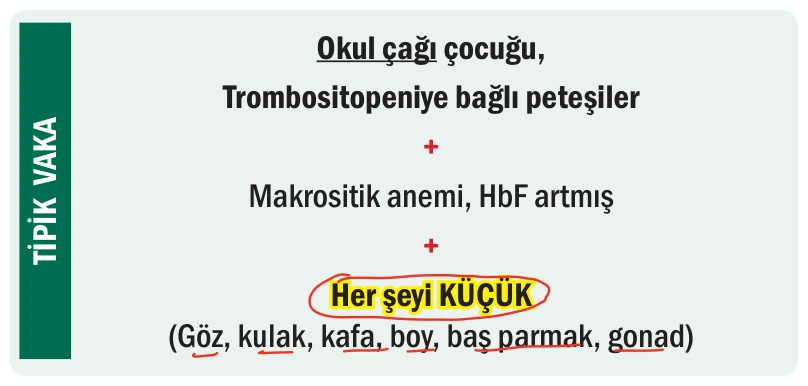 TİPİK VAKA
Okul çağı çocuğu,
Trombositopeniye bağlı peteşiler
+
Makrositik anemi, HbF artmış
+
Her şeyi KÜÇÜK
(Göz, kulak, kafa, boy, baş parmak, gonad)